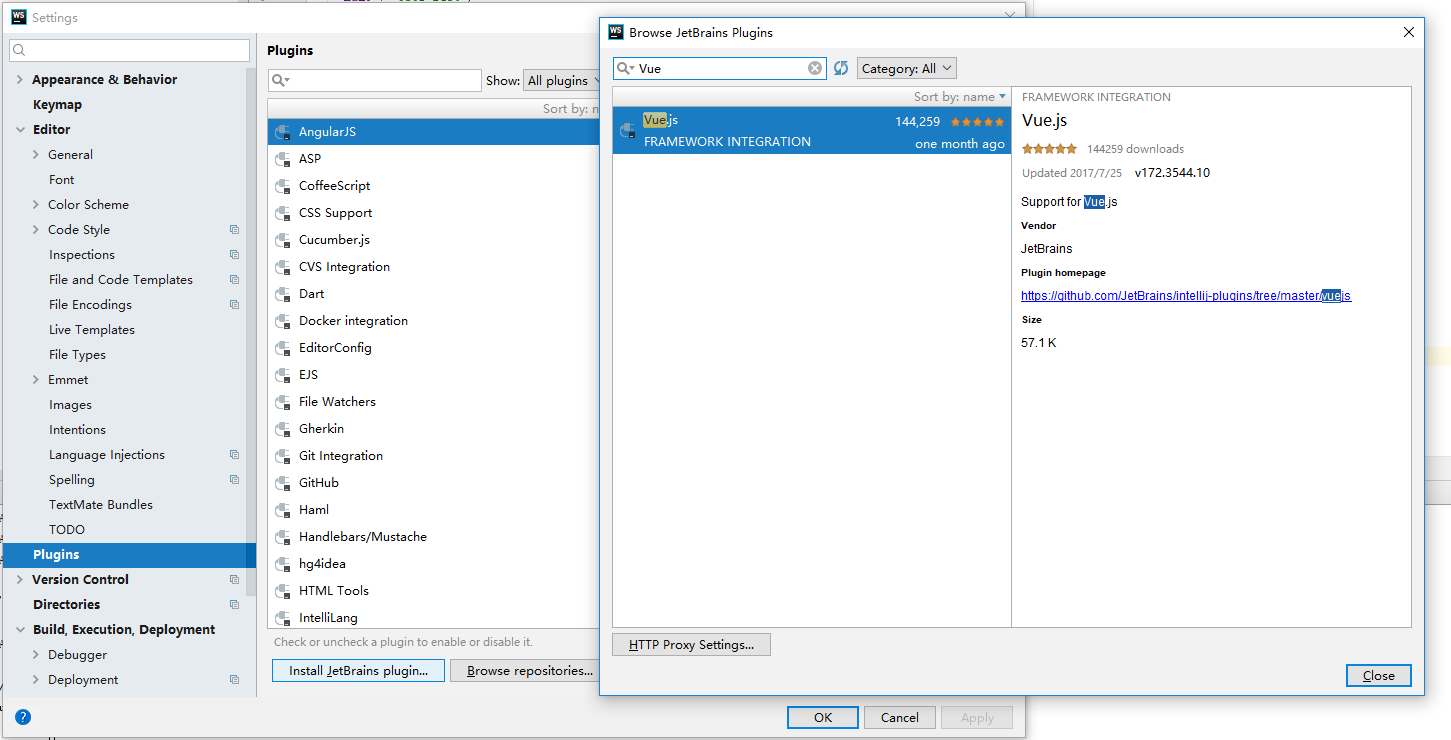 WS Settings
Appearance & Behavior
Keymap
Editor
General
Font
Color Scheme
Code Style
Inspections
File and Code Templates
File Encodings
Live Templates
File Types
Emmet
Images
Intentions
Language Injections
Spelling
TextMate Bundles
TODO
Plugins
Version Control
Directories
Build, Execution, Deployment
Debugger
Deployment
?
Plugins
Show: All plugins
Sort by: n
AngularJS
ASP
CoffeeScript
CSS Support
Cucumber.js
CVS Integration
Dart
Docker integration
EditorConfig
EJS
File Watchers
Gherkin
Git Integration
GitHub
Haml
Handlebars/Mustache
hg4idea
HTML Tools
IntelliLang
Check or uncheck a plugin to enable or disable it.
Install JetBrains plugin... Browse repositories...
OK Cancel Apply
WS Browse JetBrains Plugins
Vue Category: All
Sort by: name
Vue.js 144,259
FRAMEWORK INTEGRATION one month ago
FRAMEWORK INTEGRATION
Vue.js
144259 downloads
Updated 2017/7/25 v172.3544.10
Support for Vue.js
Vendor
JetBrains
Plugin homepage
https://github.com/JetBrains/intellij-plugins/tree/master/vuejs
Size
57.1 K
HTTP Proxy Settings...
Close